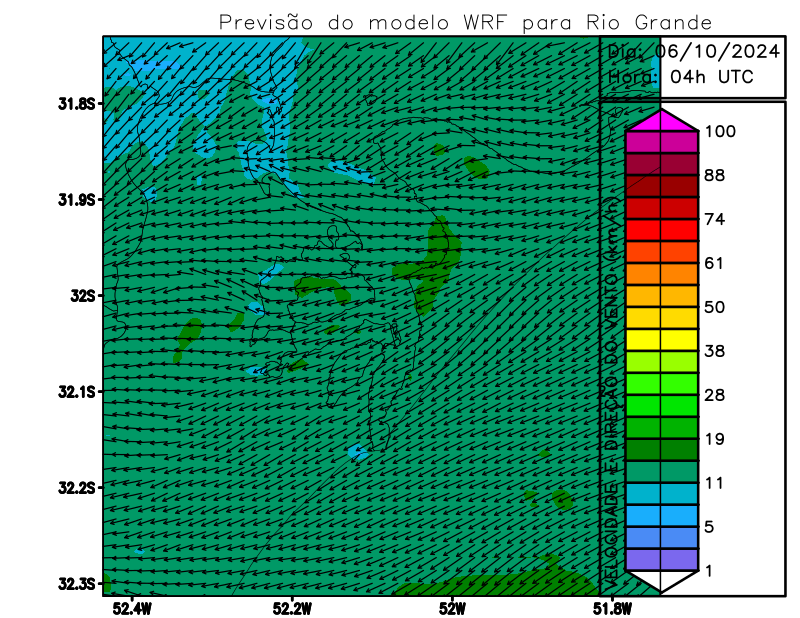 Previsão do modelo WRF para Rio Grande
Dia: 06/10/2024
Hora: 04h UTC
31.8S
31.9S
32S
32.1S
32.2S
32.3S
52.4W
52.2W
52W
51.8W
VELOCIDADE E DIREÇÃO DO VENTO (km/h)
100
88
74
61
50
38
28
19
11
5
1